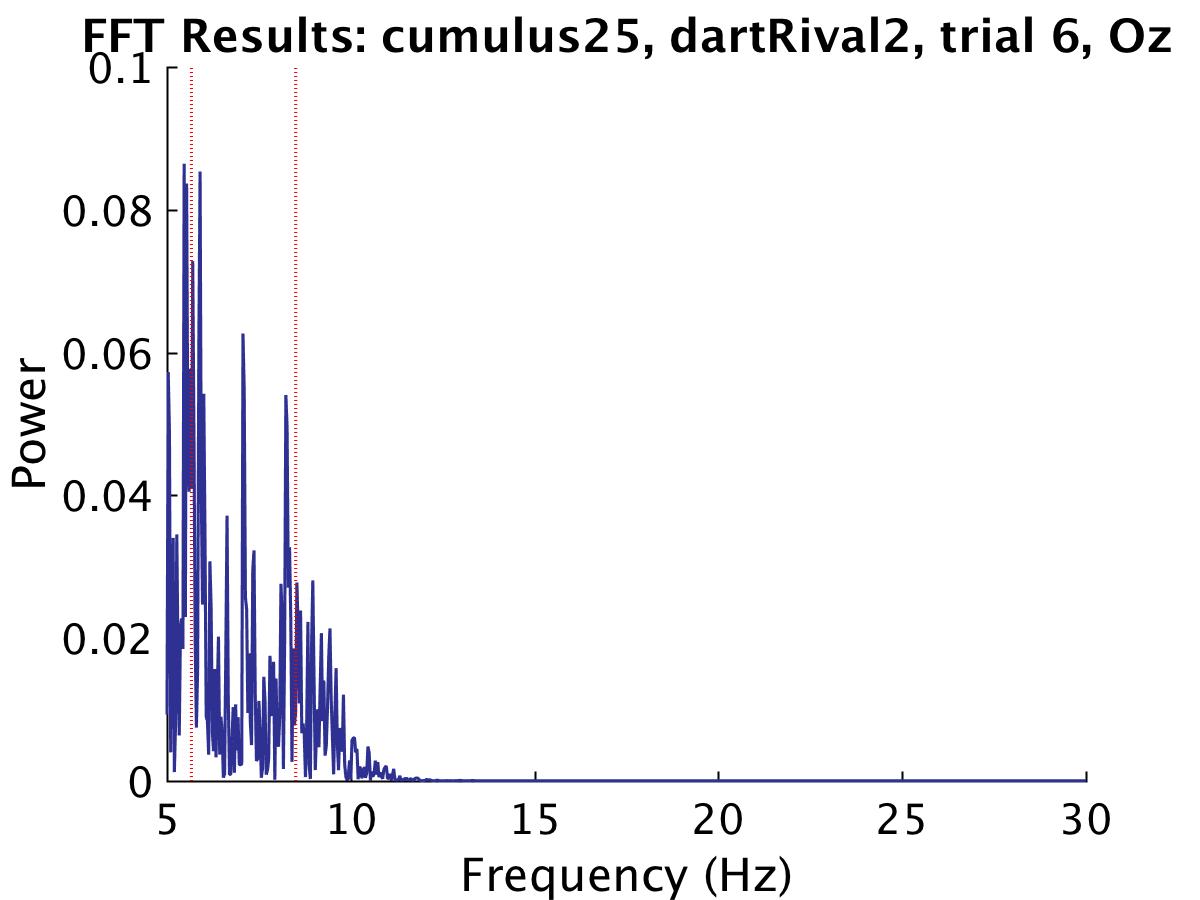 FFT Results: cumulus25, dartRival2, trial 6, Oz
0.1
0.08
0.06
0.04
0.02
0
Power
5 10 15 20 25 30
Frequency (Hz)